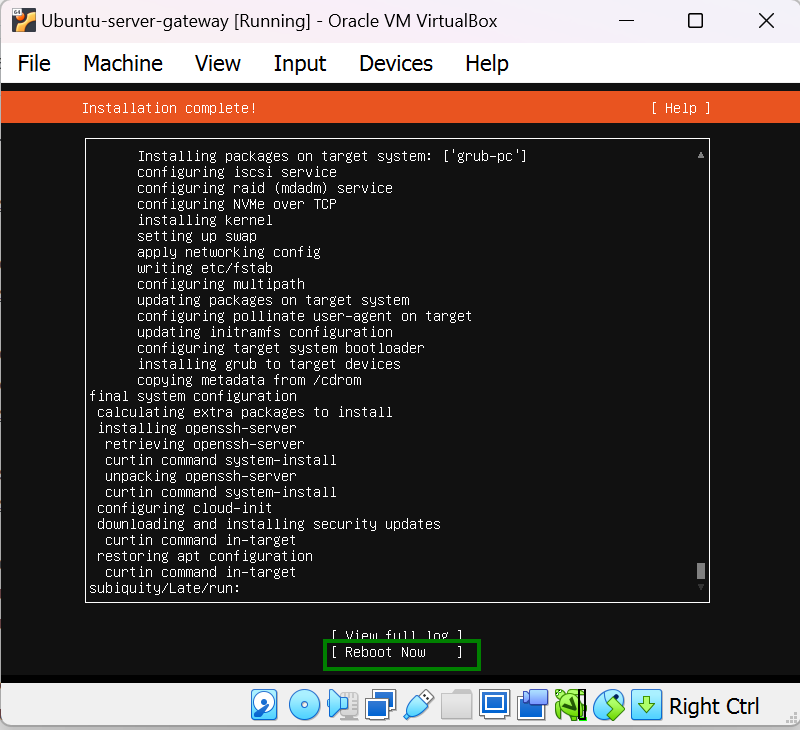 Ubuntu-server-gateway [Running] - Oracle VM VirtualBox
File Machine View Input Devices Help
Installation complete! [ Help ]
Installing packages on target system: ['grub-pc']
configuring iscsi service
configuring raid (mdadm) service
configuring NVMe over TCP
installing kernel
setting up swap
apply networking config
writing etc/fstab
configuring multipath
updating packages on target system
configuring pollinate user-agent on target
updating initramfs configuration
configuring target system bootloader
installing grub to target devices
copying metadata from /cdrom
final system configuration
calculating extra packages to install
installing openssh-server
retrieving openssh-server
curtin command system-install
unpacking openssh-server
curtin command system-install
configuring cloud-init
downloading and installing security updates
curtin command in-target
restoring apt configuration
curtin command in-target
subiquity/Late/run:
[ View full log ]
[ Reboot Now ]
Right Ctrl